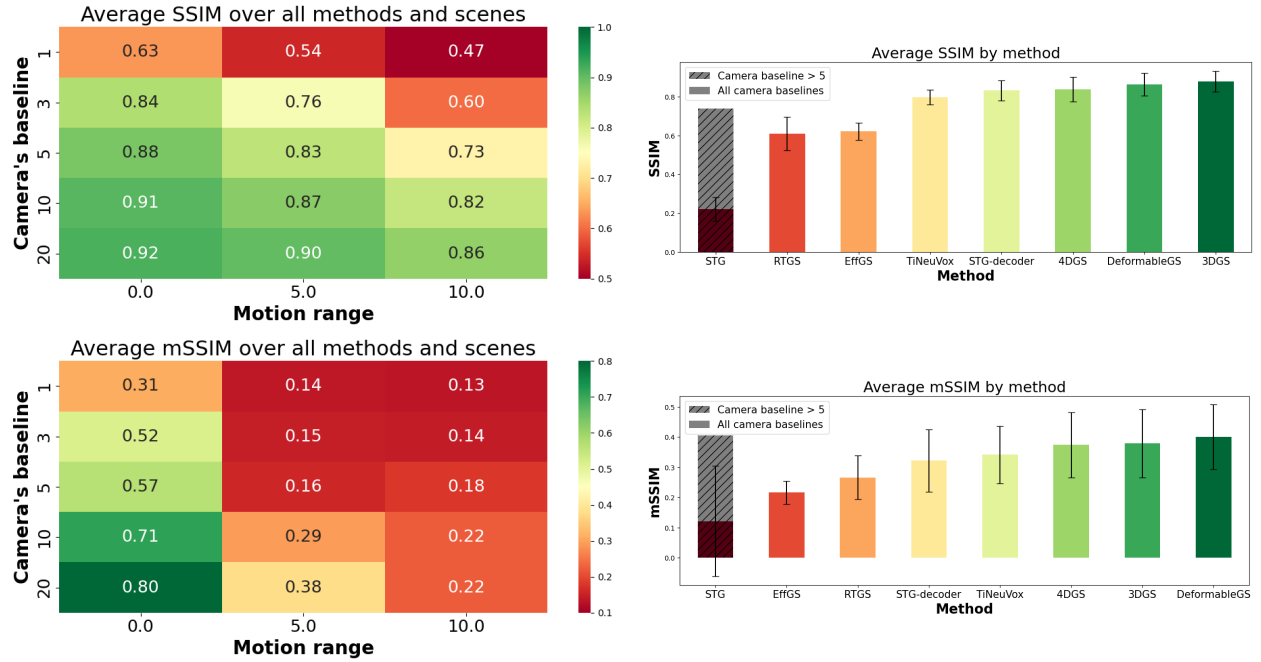 Average SSIM over all methods and scenes
Camera's baseline
1 0.63 0.54 0.47
3 0.84 0.76 0.60
5 0.88 0.83 0.73
10 0.91 0.87 0.82
20 0.92 0.90 0.86
0.0 5.0 10.0
Motion range
1.0
0.9
0.8
0.7
0.6
0.5
Average SSIM by method
Camera baseline > 5
All camera baselines
SSIM
0.8
0.6
0.4
0.2
0.0
STG RTGS EffGS TiNeuVox STG-decoder 4DGS DeformableGS 3DGS
Method
Average mSSIM over all methods and scenes
Camera's baseline
1 0.31 0.14 0.13
3 0.52 0.15 0.14
5 0.57 0.16 0.18
10 0.71 0.29 0.22
20 0.80 0.38 0.22
0.0 5.0 10.0
Motion range
0.8
0.7
0.6
0.5
0.4
0.3
0.2
0.1
Average mSSIM by method
Camera baseline > 5
All camera baselines
mSSIM
0.5
0.4
0.3
0.2
0.1
0.0
STG EffGS RTGS STG-decoder TiNeuVox 4DGS 3DGS DeformableGS
Method